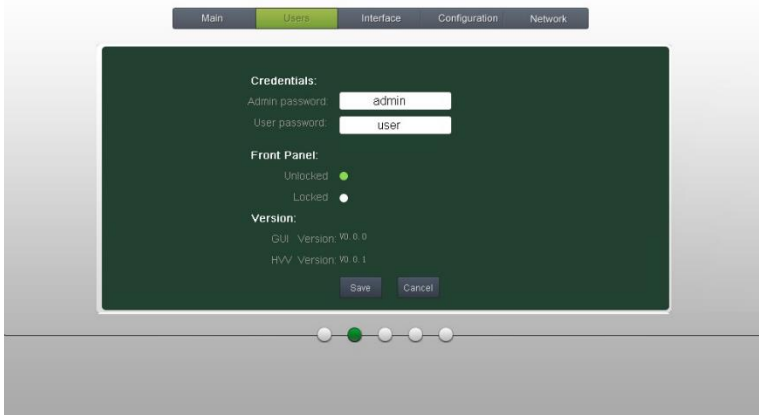 Main Users Interface Configuration Network
Credentials:
Admin password: admin
User password: user
Front Panel:
Unlocked
Locked
Version:
GUI Version: V0.0.0
HVV Version: V0.0.1
Save Cancel